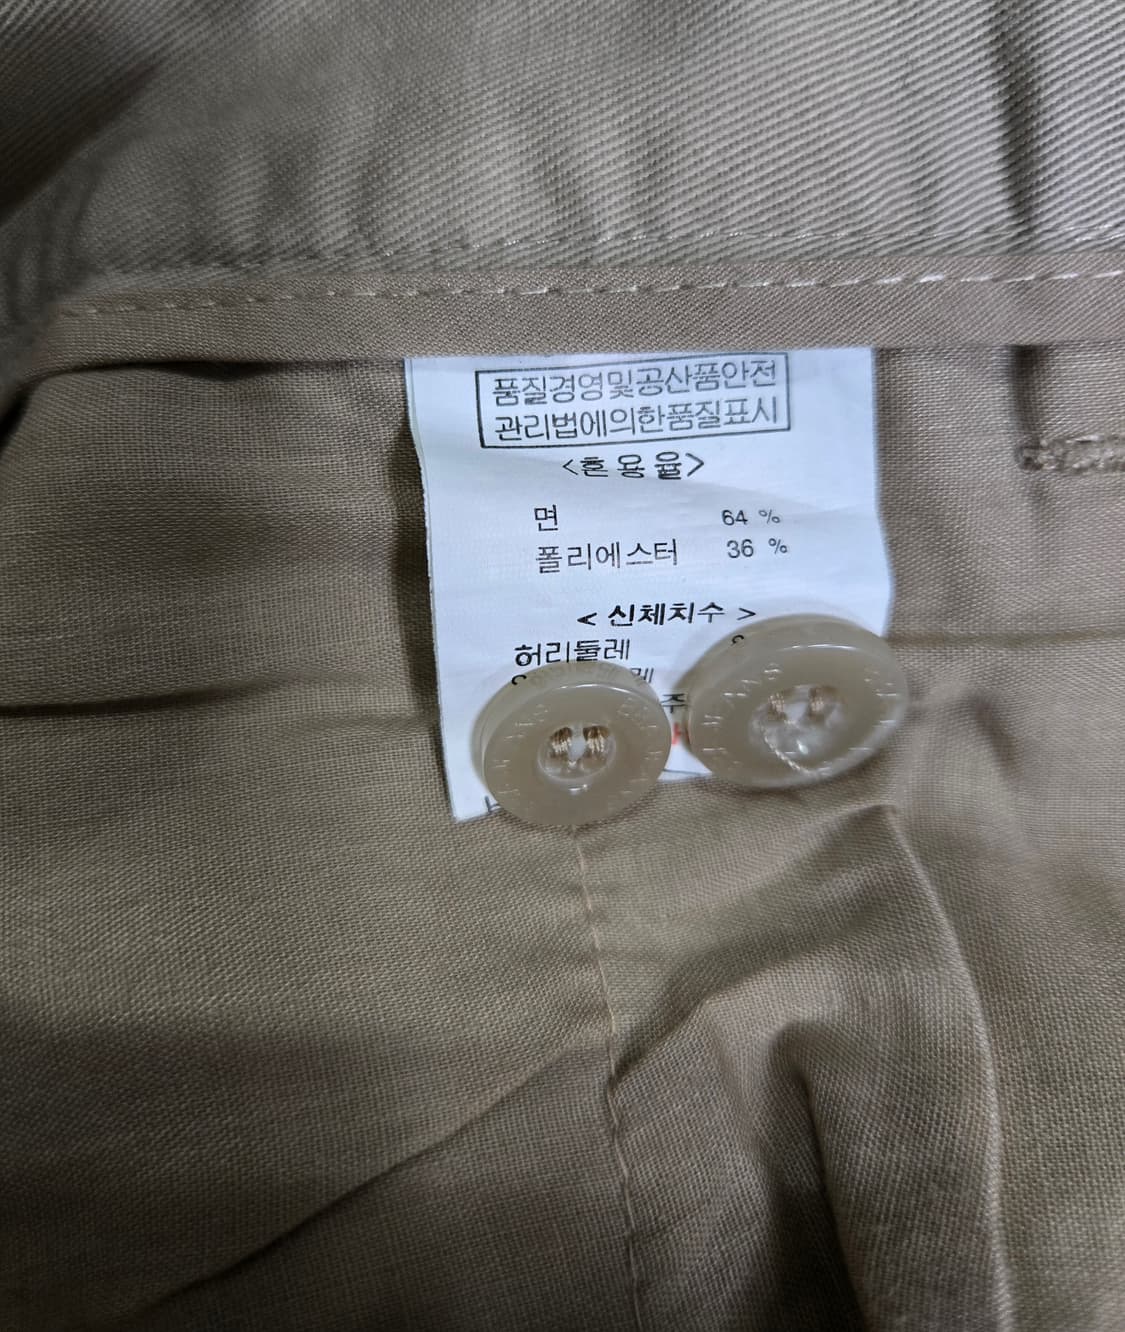 품질경영및공산품안전
관리법에의한품질표시
<혼용율>
면 64 %
폴리에스터 36 %
< 신체치수 >
허리둘레